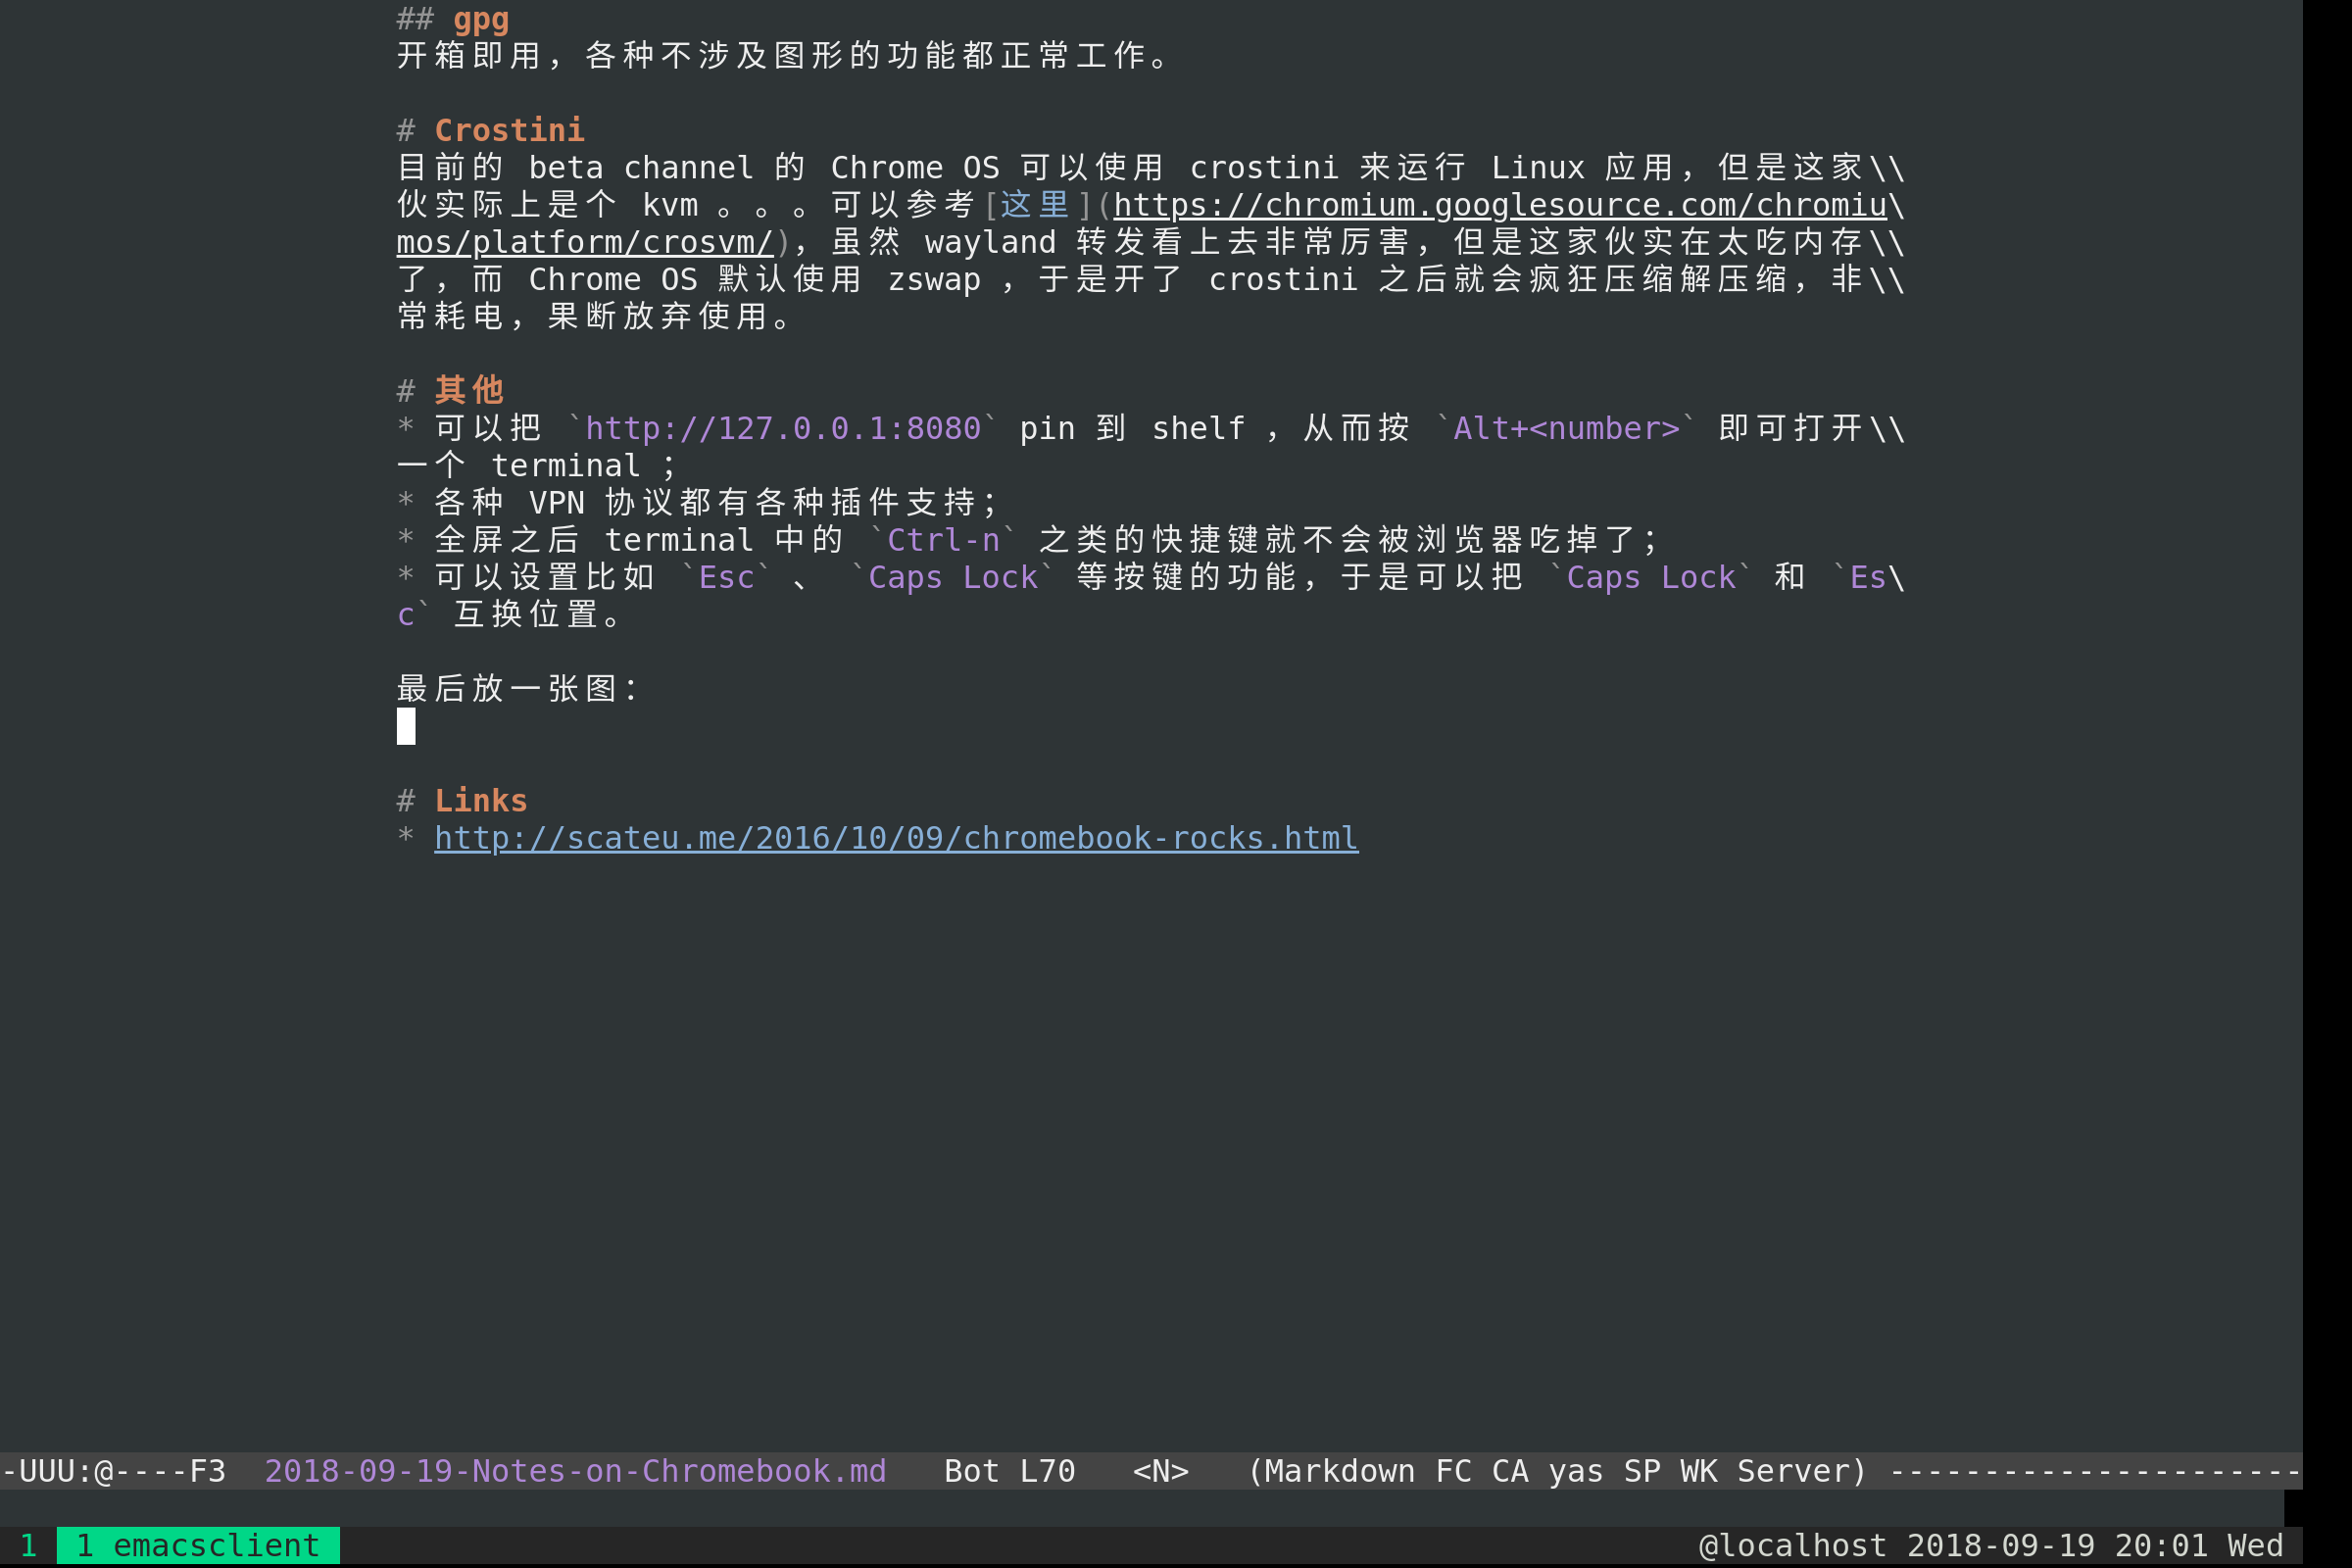 ## gpg
开箱即用，各种不涉及图形的功能都正常工作。
# Crostini
目前的 beta channel 的 Chrome OS 可以使用 crostini 来运行 Linux 应用，但是这家\\
伙实际上是个 kvm 。。。可以参考[这里](https://chromium.googlesource.com/chromiu\
mos/platform/crosvm/)，虽然 wayland 转发看上去非常厉害，但是这家伙实在太吃内存\\
了，而 Chrome OS 默认使用 zswap ，于是开了 crostini 之后就会疯狂压缩解压缩，非\\
常耗电，果断放弃使用。
# 其他
* 可以把 `http://127.0.0.1:8080` pin 到 shelf ，从而按 `Alt+<number>` 即可打开\\
一个 terminal ；
* 各种 VPN 协议都有各种插件支持；
* 全屏之后 terminal 中的 `Ctrl-n` 之类的快捷键就不会被浏览器吃掉了；
* 可以设置比如 `Esc` 、 `Caps Lock` 等按键的功能，于是可以把 `Caps Lock` 和 `Es\
c` 互换位置。
最后放一张图：
# Links
* http://scateu.me/2016/10/09/chromebook-rocks.html
-UUU:@----F3  2018-09-19-Notes-on-Chromebook.md   Bot L70   <N>   (Markdown FC CA yas SP WK Server) ----------------------
1 1 emacsclient @localhost 2018-09-19 20:01 Wed